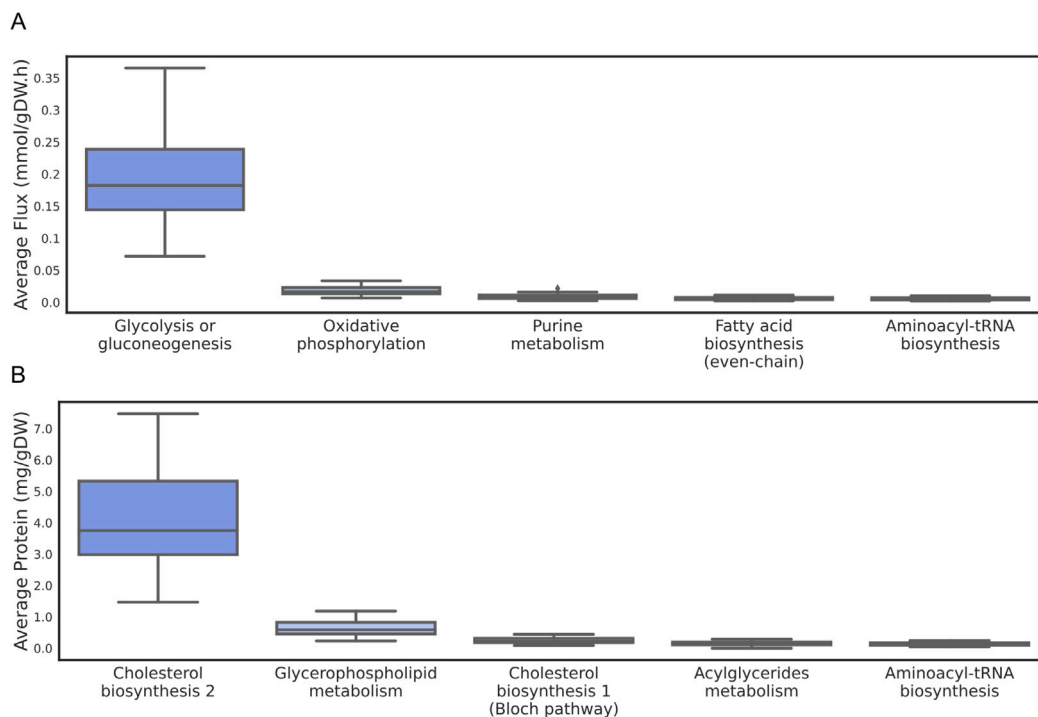 A
Average Flux (mmol/gDW.h)
0.35
0.3
0.25
0.2
0.15
0.1
0.05
0.0
Glycolysis or
gluconeogenesis
Oxidative
phosphorylation
Purine
metabolism
Fatty acid
biosynthesis
(even-chain)
Aminoacyl-tRNA
biosynthesis
B
Average Protein (mg/gDW)
7.0
6.0
5.0
4.0
3.0
2.0
1.0
0.0
Cholesterol
biosynthesis 2
Glycerophospholipid
metabolism
Cholesterol
biosynthesis 1
(Bloch pathway)
Acylglycerides
metabolism
Aminoacyl-tRNA
biosynthesis